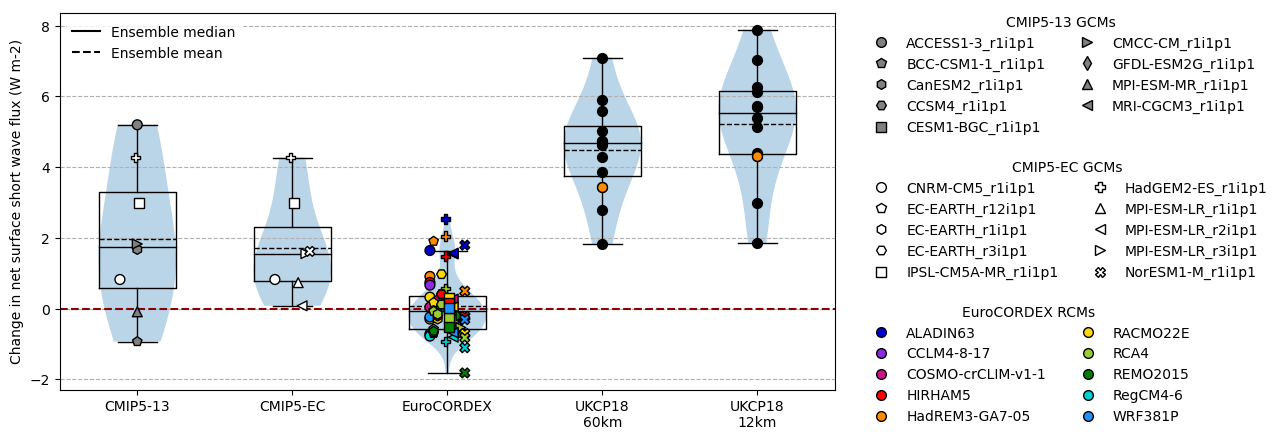 Change in net surface short wave flux (W m-2)
8
6
4
2
0
−2
Ensemble median
Ensemble mean
CMIP5-13
CMIP5-EC
EuroCORDEX
UKCP18
60km
UKCP18
12km
CMIP5-13 GCMs
ACCESS1-3_r1i1p1
BCC-CSM1-1_r1i1p1
CanESM2_r1i1p1
CCSM4_r1i1p1
CESM1-BGC_r1i1p1
CMCC-CM_r1i1p1
GFDL-ESM2G_r1i1p1
MPI-ESM-MR_r1i1p1
MRI-CGCM3_r1i1p1
CMIP5-EC GCMs
CNRM-CM5_r1i1p1
EC-EARTH_r12i1p1
EC-EARTH_r1i1p1
EC-EARTH_r3i1p1
IPSL-CM5A-MR_r1i1p1
HadGEM2-ES_r1i1p1
MPI-ESM-LR_r1i1p1
MPI-ESM-LR_r2i1p1
MPI-ESM-LR_r3i1p1
NorESM1-M_r1i1p1
EuroCORDEX RCMs
ALADIN63
CCLM4-8-17
COSMO-crCLIM-v1-1
HIRHAM5
HadREM3-GA7-05
RACMO22E
RCA4
REMO2015
RegCM4-6
WRF381P